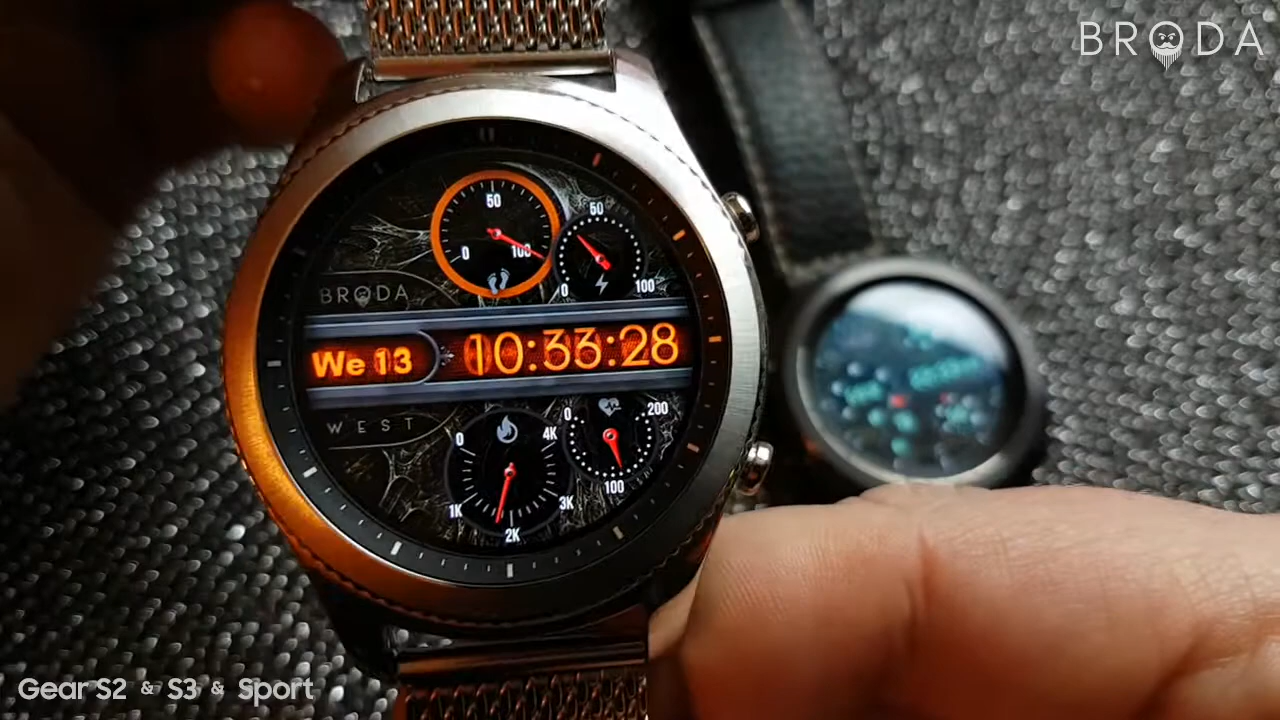 BRODA
50
0 100
50
0 100
BRODA
We 13 10:33:28
WEST
0 4K
1K 3K
2K
0 200
100
Gear S2 & S3 & Sport